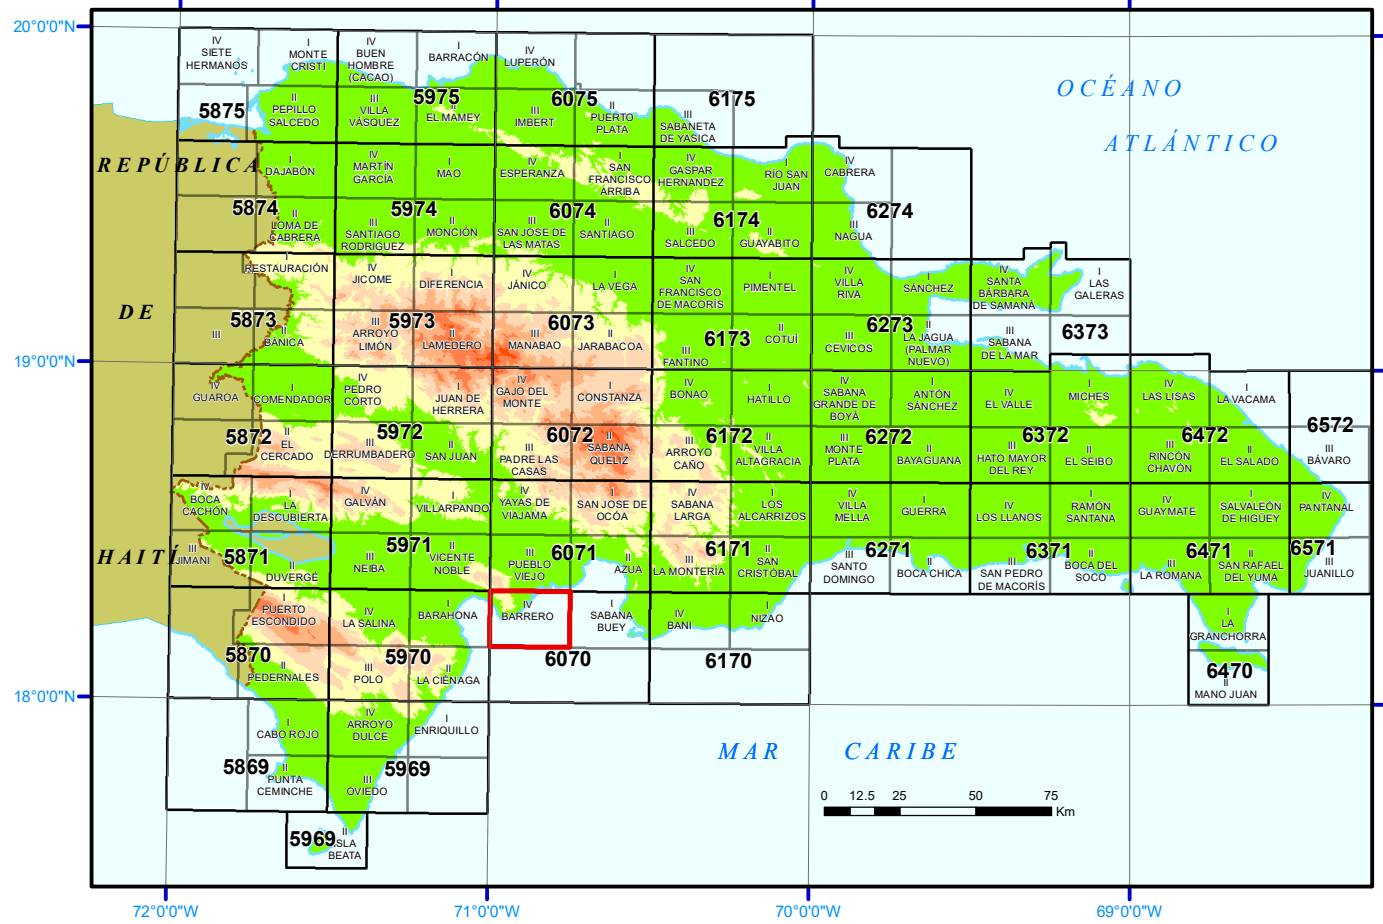 20°0'0"N
19°0'0"N
18°0'0"N
72°0'0"W
71°0'0"W
70°0'0"W
69°0'0"W
OCÉANO
ATLÁNTICO
MAR CARIBE
REPÚBLICA
DE
HAITÍ
0 12.5 25 50 75
Km
IV
SIETE
HERMANOS
I
MONTE
CRISTI
IV
BUEN
HOMBRE
(CACAO)
I
BARRACÓN
IV
LUPERÓN
5875
II
PEPILLO
SALCEDO
III
VILLA
VÁSQUEZ
5975
II
EL MAMEY
III
IMBERT
6075
II
PUERTO
PLATA
6175
III
SABANETA
DE YASICA
I
DAJABÓN
IV
MARTÍN
GARCÍA
I
MAO
IV
ESPERANZA
I
SAN
FRANCISCO
ARRIBA
IV
GASPAR
HERNANDEZ
I
RÍO SAN
JUAN
IV
CABRERA
5874
II
LOMA DE
CABRERA
III
SANTIAGO
RODRIGUEZ
5974
II
MONCIÓN
III
SAN JOSE DE
LAS MATAS
6074
II
SANTIAGO
III
SALCEDO
6174
II
GUAYABITO
III
NAGUA
6274
I
RESTAURACIÓN
IV
JICOME
I
DIFERENCIA
IV
JÁNICO
I
LA VEGA
IV
SAN
FRANCISCO
DE MACORÍS
I
PIMENTEL
IV
VILLA
RIVA
I
SÁNCHEZ
IV
SANTA
BÁRBARA
DE SAMANÁ
I
LAS
GALERAS
III
5873
II
BÁNICA
III
ARROYO
LIMÓN
5973
II
LAMEDERO
III
MANABAO
6073
II
JARABACOA
III
FANTINO
6173
II
COTUÍ
III
CEVICOS
6273
II
LA JAGUA
(PALMAR
NUEVO)
III
SABANA
DE LA MAR
6373
IV
GUAROA
I
COMENDADOR
IV
PEDRO
CORTO
I
JUAN DE
HERRERA
IV
GAJO DEL
MONTE
I
CONSTANZA
IV
BONAO
I
HATILLO
IV
SABANA
GRANDE DE
BOYÁ
I
ANTÓN
SÁNCHEZ
IV
EL VALLE
I
MICHES
IV
LAS LISAS
I
LA VACAMA
5872
II
EL
CERCADO
III
DERRUMBADERO
5972
II
SAN JUAN
III
PADRE LAS
CASAS
6072
II
SABANA
QUELIZ
III
ARROYO
CAÑO
6172
II
VILLA
ALTAGRACIA
III
MONTE
PLATA
6272
II
BAYAGUANA
III
HATO MAYOR
DEL REY
6372
II
EL SEIBO
III
RINCÓN
CHAVÓN
6472
II
EL SALADO
6572
III
BÁVARO
IV
BOCA
CACHÓN
I
LA
DESCUBIERTA
IV
GALVÁN
I
VILLARPANDO
IV
YAYAS DE
VIAJAMA
I
SAN JOSE DE
OCÓA
IV
SABANA
LARGA
I
LOS
ALCARRIZOS
IV
VILLA
MELLA
I
GUERRA
IV
LOS LLANOS
I
RAMÓN
SANTANA
IV
GUAYMATE
I
SALVALEÓN
DE HIGÜEY
IV
PANTANAL
III
JIMANI
5871
II
DUVERGÉ
III
NEIBA
5971
II
VICENTE
NOBLE
III
PUEBLO
VIEJO
6071
II
AZUA
III
LA MONTERÍA
6171
II
SAN
CRISTÓBAL
III
SANTO
DOMINGO
6271
II
BOCA CHICA
III
SAN PEDRO
DE MACORÍS
6371
II
BOCA DEL
SOCO
III
LA ROMANA
6471
II
SAN RAFAEL
DEL YUMA
6571
III
JUANILLO
I
PUERTO
ESCONDIDO
IV
LA SALINA
I
BARAHONA
IV
BARRERO
I
SABANA
BUEY
IV
BANI
I
NIZAO
I
LA
GRANCHORRA
5870
II
PEDERNALES
III
POLO
5970
II
LA CIÉNAGA
6070
6170
6470
II
MANO JUAN
I
CABO ROJO
IV
ARROYO
DULCE
I
ENRIQUILLO
5869
II
PUNTA
CEMINCHE
III
OVIEDO
5969
5969
II
ISLA
BEATA